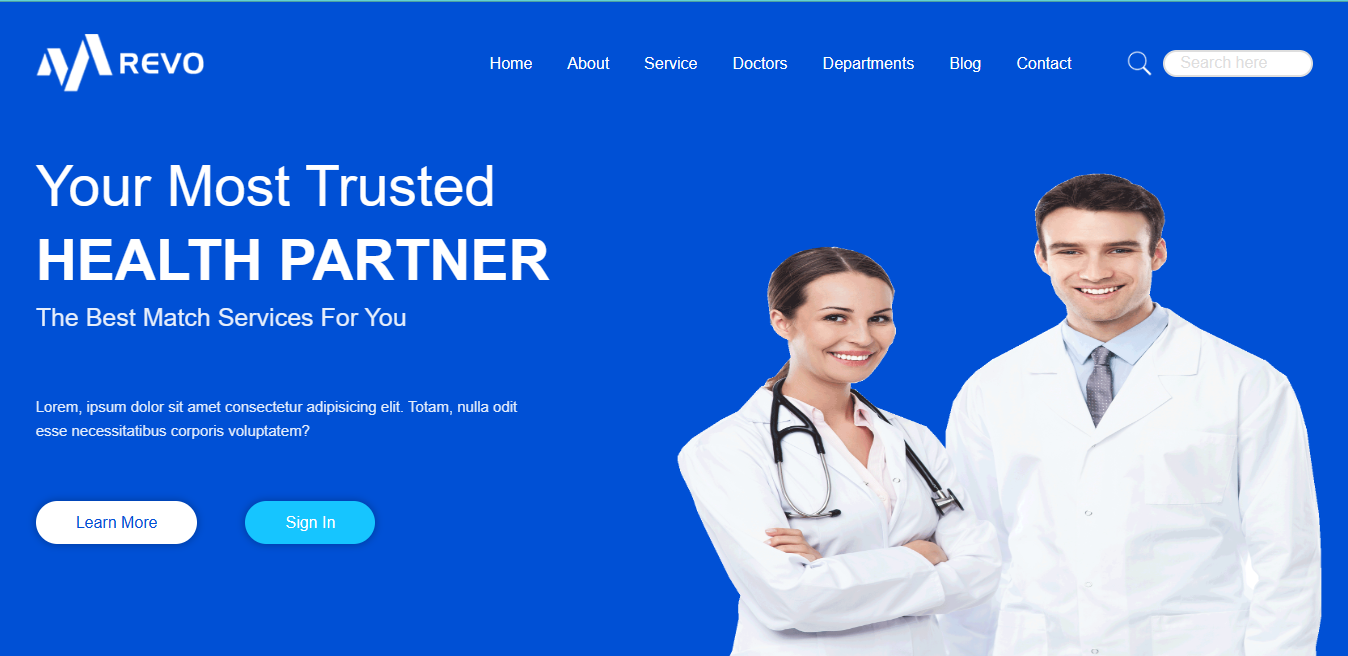 REVO
Home About Service Doctors Departments Blog Contact Search here
Your Most Trusted
HEALTH PARTNER
The Best Match Services For You
Lorem, ipsum dolor sit amet consectetur adipisicing elit. Totam, nulla odit
esse necessitatibus corporis voluptatem?
Learn More Sign In